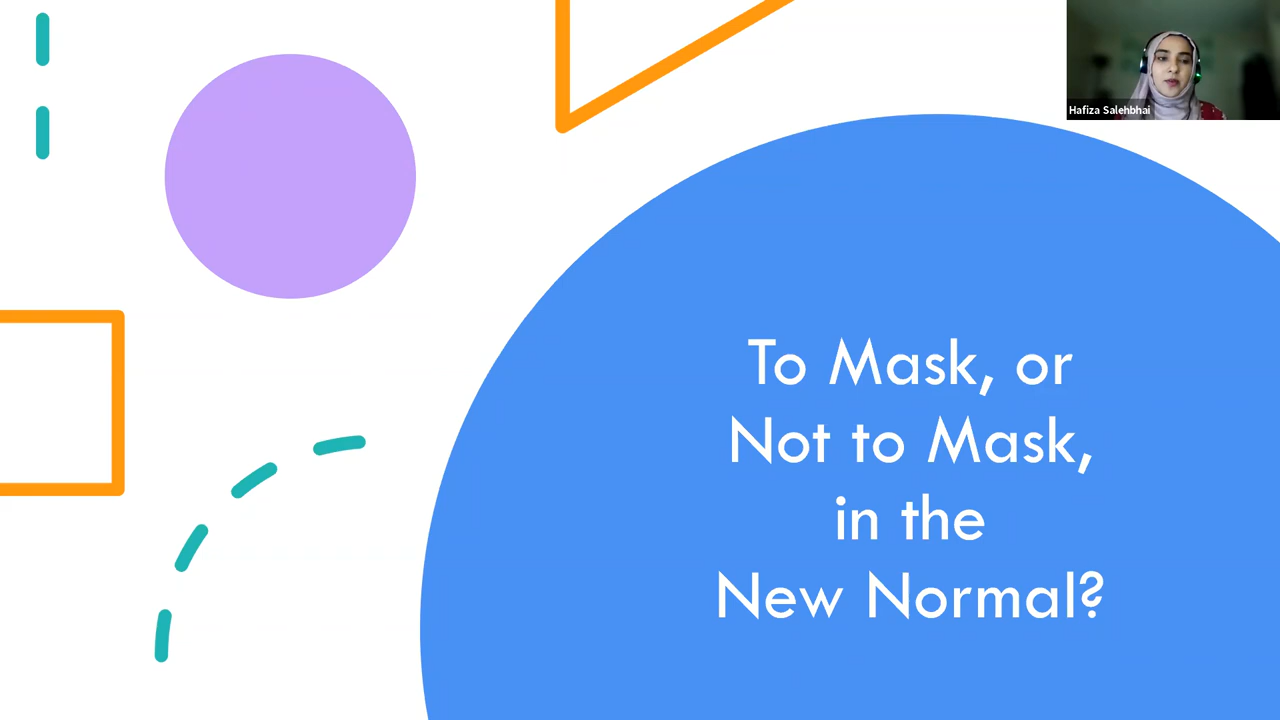 Hafiza Salehbhai
To Mask, or
Not to Mask,
in the
New Normal?